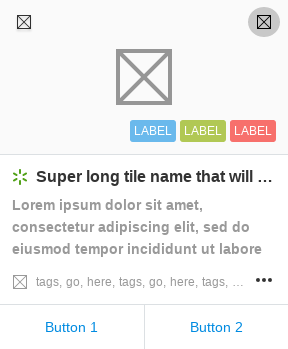 LABEL LABEL LABEL
Super long tile name that will …
Lorem ipsum dolor sit amet,
consectetur adipiscing elit, sed do
eiusmod tempor incididunt ut labore
tags, go, here, tags, go, here, tags, …
Button 1 Button 2